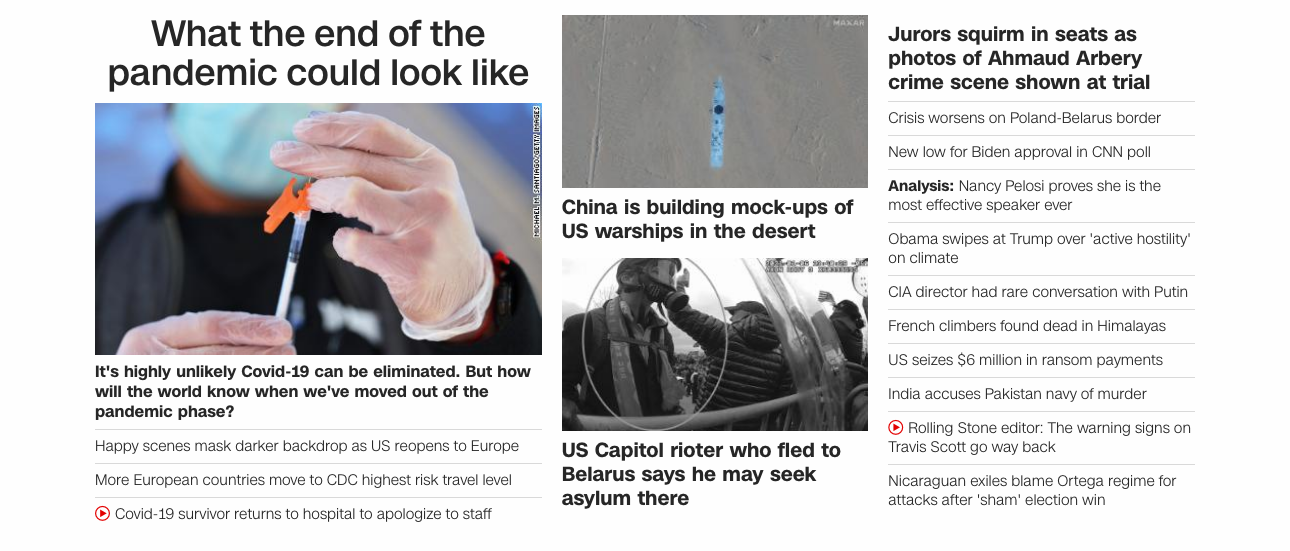 What the end of the
pandemic could look like
MICHAEL M. SANTIAGO/GETTY IMAGES
It's highly unlikely Covid-19 can be eliminated. But how
will the world know when we've moved out of the
pandemic phase?
Happy scenes mask darker backdrop as US reopens to Europe
More European countries move to CDC highest risk travel level
Covid-19 survivor returns to hospital to apologize to staff
MAXAR
China is building mock-ups of
US warships in the desert
US Capitol rioter who fled to
Belarus says he may seek
asylum there
Jurors squirm in seats as
photos of Ahmaud Arbery
crime scene shown at trial
Crisis worsens on Poland-Belarus border
New low for Biden approval in CNN poll
Analysis: Nancy Pelosi proves she is the
most effective speaker ever
Obama swipes at Trump over 'active hostility'
on climate
CIA director had rare conversation with Putin
French climbers found dead in Himalayas
US seizes $6 million in ransom payments
India accuses Pakistan navy of murder
Rolling Stone editor: The warning signs on
Travis Scott go way back
Nicaraguan exiles blame Ortega regime for
attacks after 'sham' election win